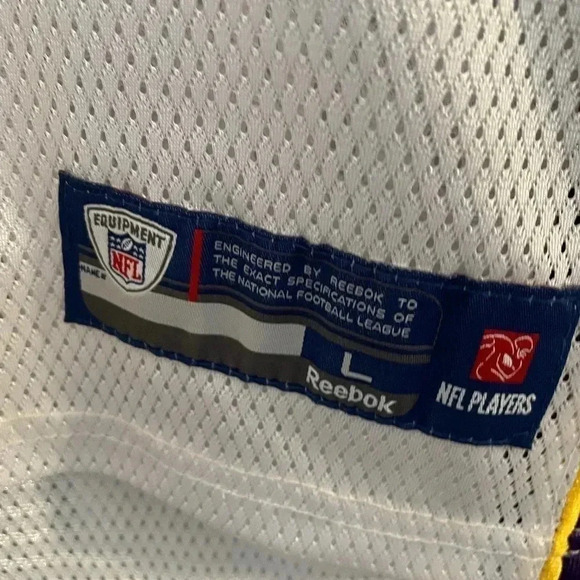 EQUIPMENT
NFL
ENGINEERED BY REEBOK TO
THE EXACT SPECIFICATIONS OF
THE NATIONAL FOOTBALL LEAGUE
L
Reebok
NFL PLAYERS